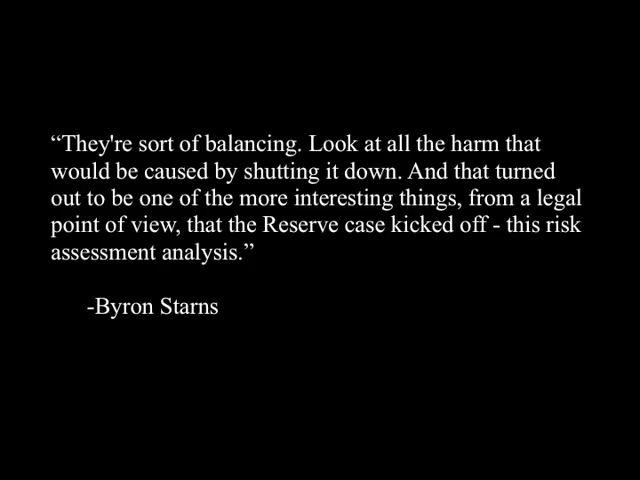 “They're sort of balancing. Look at all the harm that
would be caused by shutting it down. And that turned
out to be one of the more interesting things, from a legal
point of view, that the Reserve case kicked off - this risk
assessment analysis.”
-Byron Starns